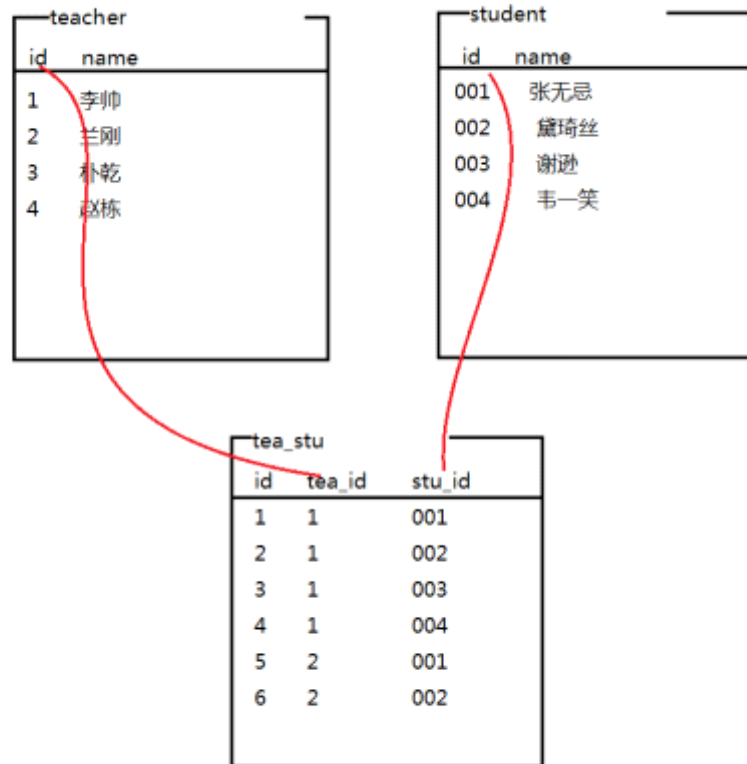 teacher
id name
1 李帅
2 兰刚
3 朴乾
4 赵栋
student
id name
001 张无忌
002 黛琦丝
003 谢逊
004 韦一笑
tea_stu
id tea_id stu_id
1 1 001
2 1 002
3 1 003
4 1 004
5 2 001
6 2 002